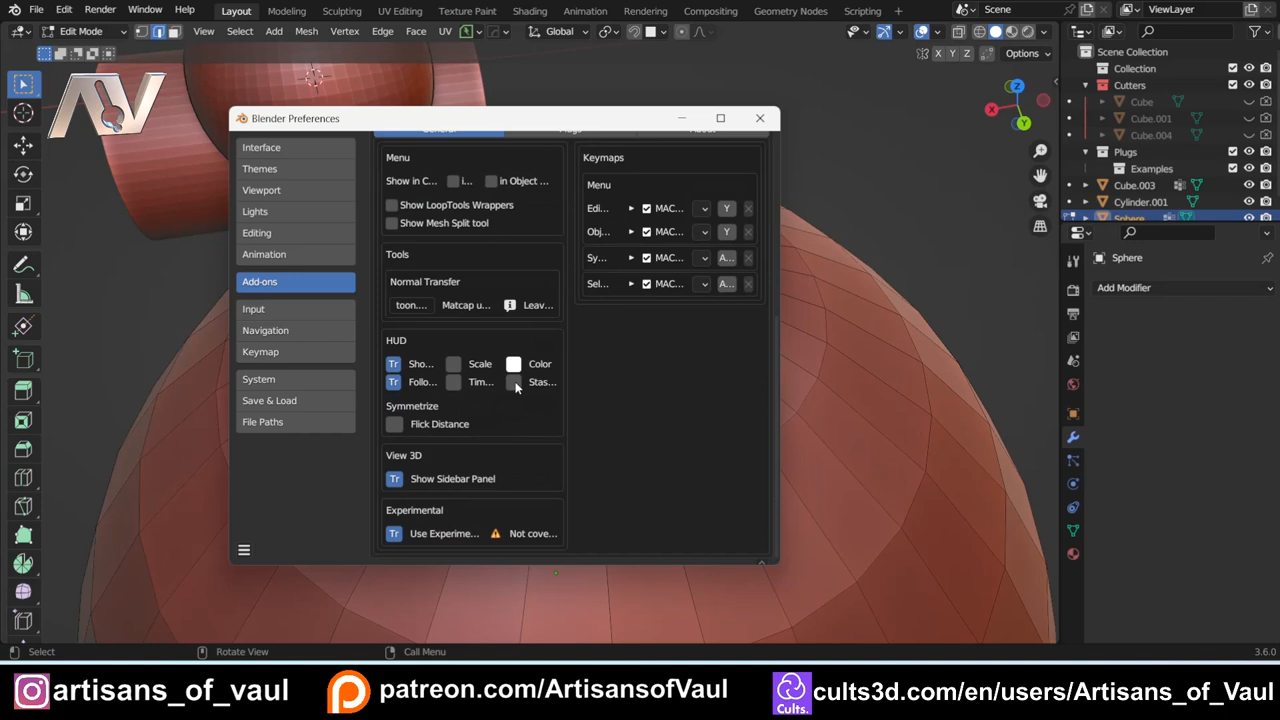 File Edit Render Window Help Layout Modeling Sculpting UV Editing Texture Paint Shading Animation Rendering Compositing Geometry Nodes Scripting + Scene ViewLayer
Edit Mode View Select Add Mesh Vertex Edge Face UV Global
X Y Z Options
AV
Scene Collection
Collection
Cutters
Cube
Cube.001
Cube.004
Plugs
Examples
Cube.003
Cylinder.001
Sphere
Sphere
Add Modifier
Z
X
Y
Blender Preferences
Interface
Themes
Viewport
Lights
Editing
Animation
Add-ons
Input
Navigation
Keymap
System
Save & Load
File Paths
Menu
Show in C... i... in Object ...
Show LoopTools Wrappers
Show Mesh Split tool
Tools
Normal Transfer
toon.... Matcap u... Leav...
HUD
Tr Sho... Scale Color
Tr Follo... Tim... Stas...
Symmetrize
Flick Distance
View 3D
Tr Show Sidebar Panel
Experimental
Tr Use Experime... Not cove...
Keymaps
Menu
Edi... MAC... Y
Obj... MAC... Y
Sy... MAC... A...
Sel... MAC... A...
Select Rotate View Call Menu 3.6.0
artisans_of_vaul patreon.com/ArtisansofVaul Cults. cults3d.com/en/users/Artisans_of_Vaul